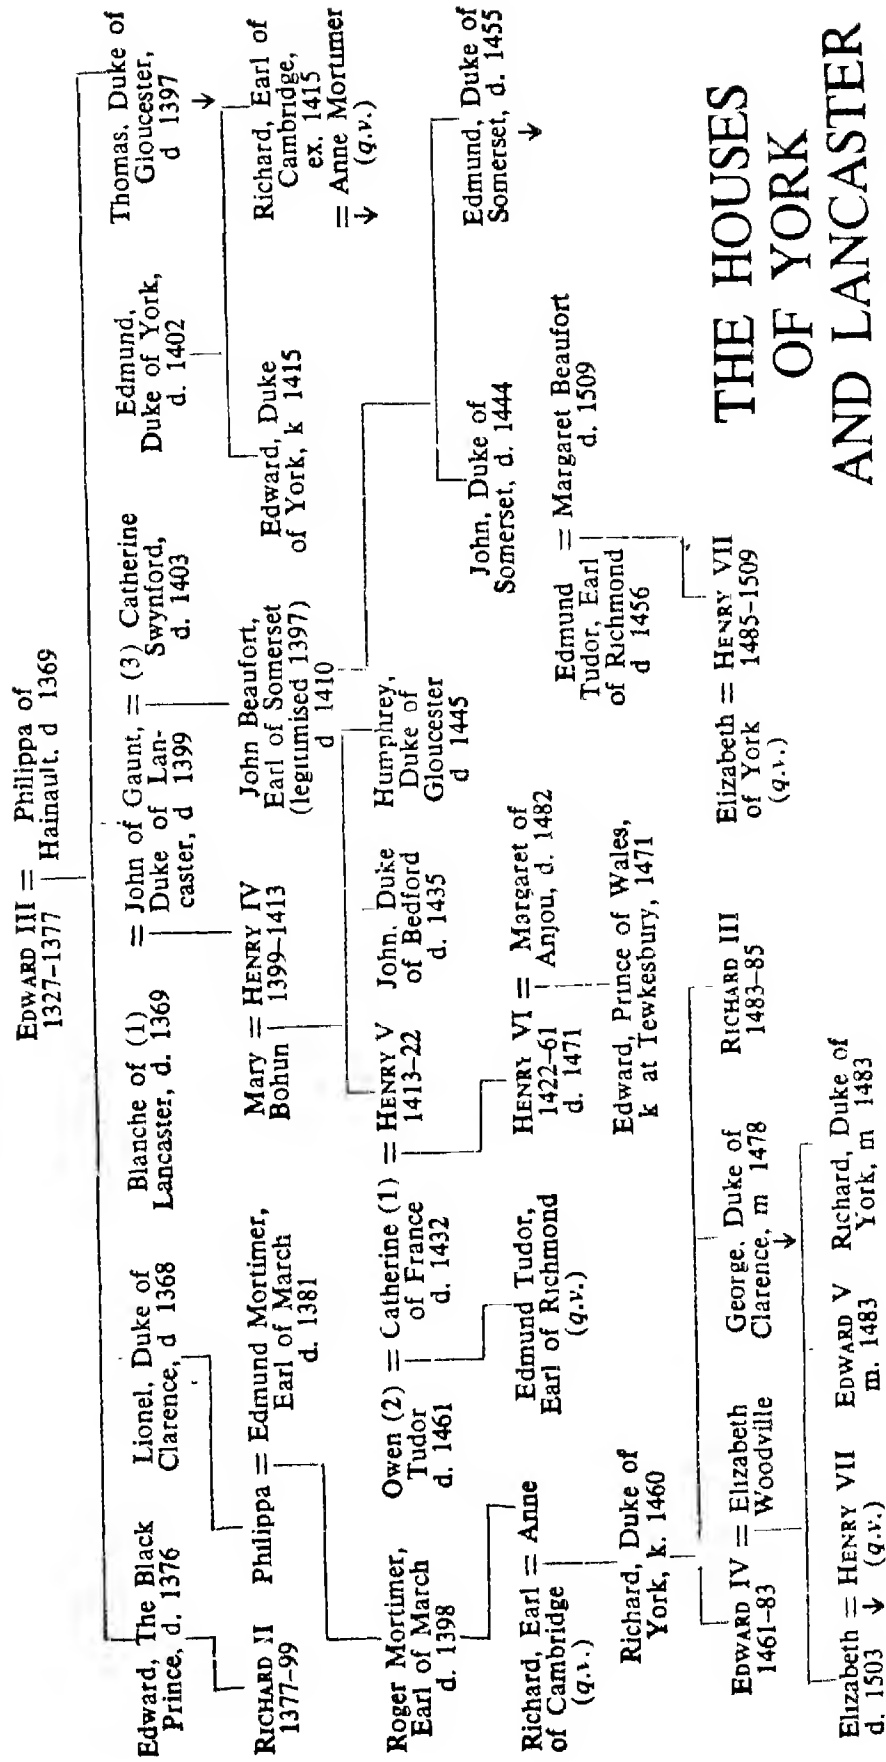 EDWARD III = Philippa of
1327–1377 Hainault. d 1369
Edward, The Black
Prince, d. 1376
Lionel, Duke of
Clarence, d 1368
Blanche of (1)
Lancaster, d. 1369
= John of Gaunt, =
Duke of Lan-
caster, d 1399
(3) Catherine
Swynford,
d. 1403
Edmund,
Duke of York,
d. 1402
Thomas, Duke of
Gloucester,
d 1397
↓
RICHARD II
1377–99
Philippa = Edmund Mortimer,
Earl of March
d. 1381
Mary = HENRY IV
Bohun 1399–1413
John Beaufort,
Earl of Somerset
(legitimised 1397)
d 1410
Edward, Duke
of York, k 1415
Richard, Earl of
Cambridge,
ex. 1415
= Anne Mortimer
↓ (q.v.)
Roger Mortimer,
Earl of March
d. 1398
Owen (2) = Catherine (1) = HENRY V
Tudor of France 1413–22
d. 1461 d. 1432
John. Duke
of Bedford
d. 1435
Humphrey,
Duke of
Gloucester
d 1445
John, Duke of
Somerset, d. 1444
Edmund, Duke of
Somerset, d. 1455
↓
Richard, Earl = Anne
of Cambridge
(q.v.)
Edmund Tudor,
Earl of Richmond
(q.v.)
HENRY VI = Margaret of
1422–61 Anjou, d. 1482
d. 1471
Edmund = Margaret Beaufort
Tudor, Earl d. 1509
of Richmond
d 1456
Richard, Duke of
York, k. 1460
Edward, Prince of Wales,
k at Tewkesbury, 1471
EDWARD IV = Elizabeth
1461–83 Woodville
George. Duke of
Clarence, m 1478
↓
RICHARD III
1483–85
Elizabeth = HENRY VII
of York 1485–1509
(q.v.)
Elizabeth = HENRY VII
d. 1503 ↓ (q.v.)
EDWARD V
m. 1483
Richard, Duke of
York, m 1483
THE HOUSES
OF YORK
AND LANCASTER